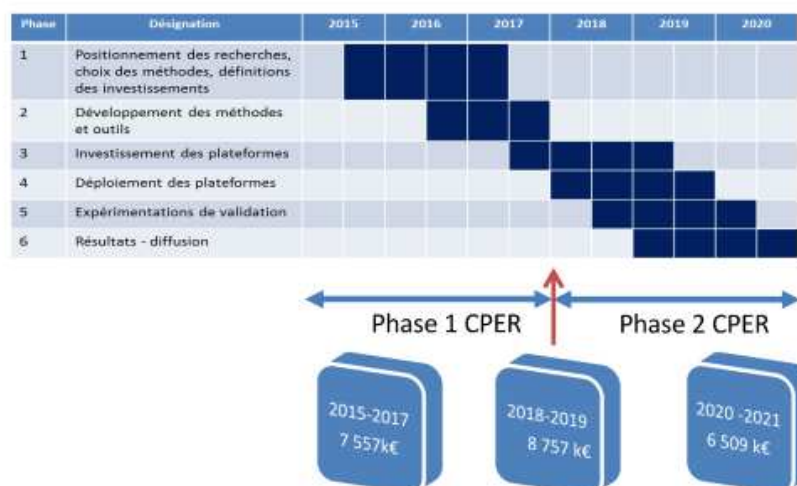 Phase Désignation 2015 2016 2017 2018 2019 2020
1 Positionnement des recherches,
choix des méthodes, définitions
des investissements
2 Développement des méthodes
et outils
3 Investissement des plateformes
4 Déploiement des plateformes
5 Expérimentations de validation
6 Résultats - diffusion
Phase 1 CPER Phase 2 CPER
2015-2017
7 557k€
2018-2019
8 757 k€
2020 -2021
6 509 k€